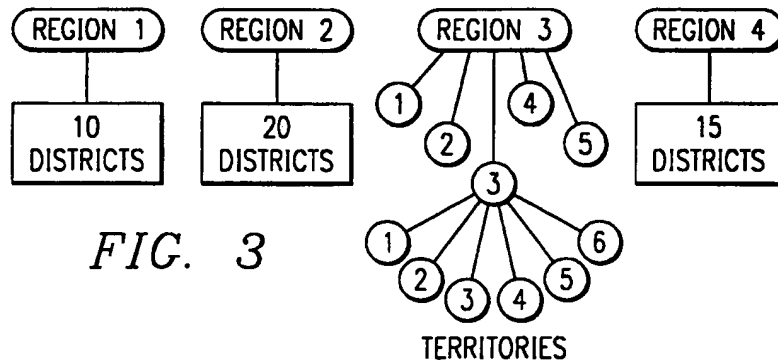 REGION 1
REGION 2
REGION 3
REGION 4
10
DISTRICTS
20
DISTRICTS
1
2
3
4
5
15
DISTRICTS
1
2
3
4
5
6
TERRITORIES
FIG. 3